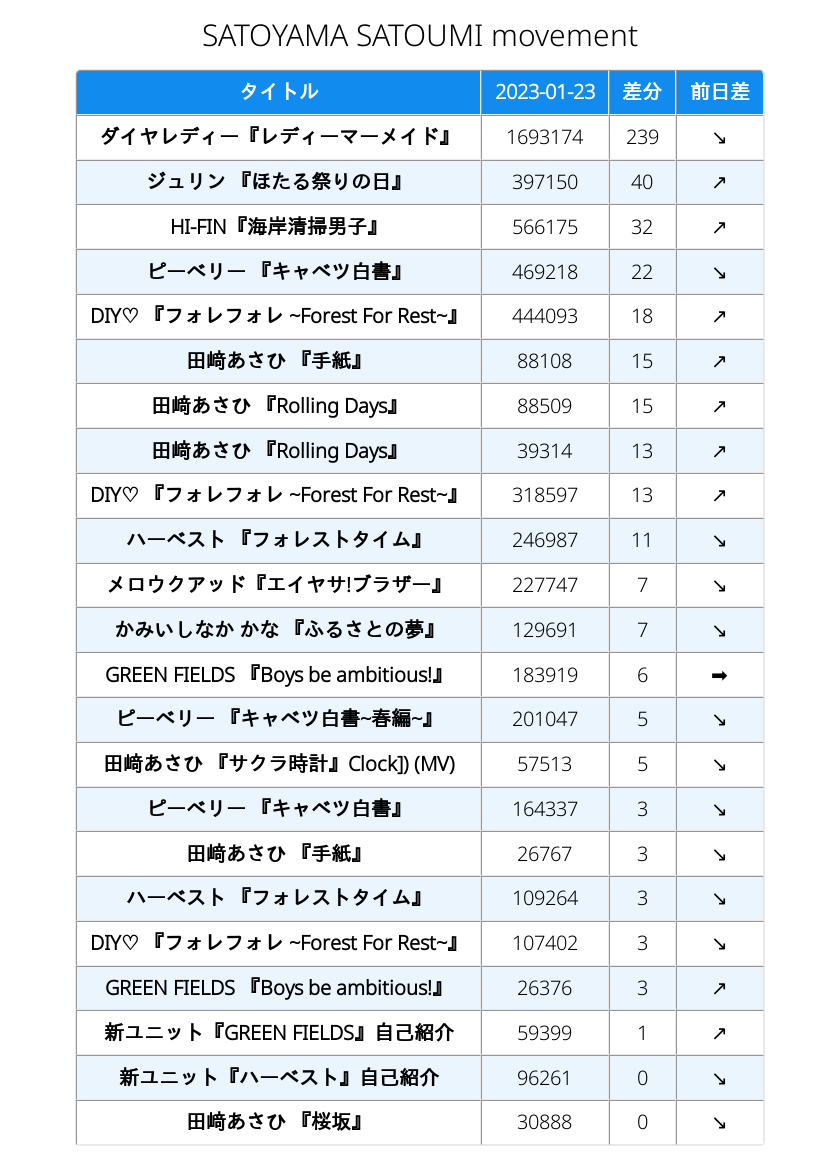 SATOYAMA SATOUMI movement
タイトル 2023-01-23 差分 前日差
ダイヤレディー『レディーマーメイド』 1693174 239 ↘
ジュリン 『ほたる祭りの日』 397150 40 ↗
HI-FIN『海岸清掃男子』 566175 32 ↗
ピーベリー 『キャベツ白書』 469218 22 ↘
DIY♡ 『フォレフォレ ~Forest For Rest~』 444093 18 ↗
田﨑あさひ 『手紙』 88108 15 ↗
田﨑あさひ 『Rolling Days』 88509 15 ↗
田﨑あさひ 『Rolling Days』 39314 13 ↗
DIY♡ 『フォレフォレ ~Forest For Rest~』 318597 13 ↗
ハーベスト 『フォレストタイム』 246987 11 ↘
メロウクアッド『エイヤサ!ブラザー』 227747 7 ↘
かみいしなか かな 『ふるさとの夢』 129691 7 ↘
GREEN FIELDS 『Boys be ambitious!』 183919 6 ➡
ピーベリー 『キャベツ白書~春編~』 201047 5 ↘
田﨑あさひ 『サクラ時計』Clock]) (MV) 57513 5 ↘
ピーベリー 『キャベツ白書』 164337 3 ↘
田﨑あさひ 『手紙』 26767 3 ↘
ハーベスト 『フォレストタイム』 109264 3 ↘
DIY♡ 『フォレフォレ ~Forest For Rest~』 107402 3 ↘
GREEN FIELDS 『Boys be ambitious!』 26376 3 ↗
新ユニット『GREEN FIELDS』自己紹介 59399 1 ↗
新ユニット『ハーベスト』自己紹介 96261 0 ↘
田﨑あさひ 『桜坂』 30888 0 ↘